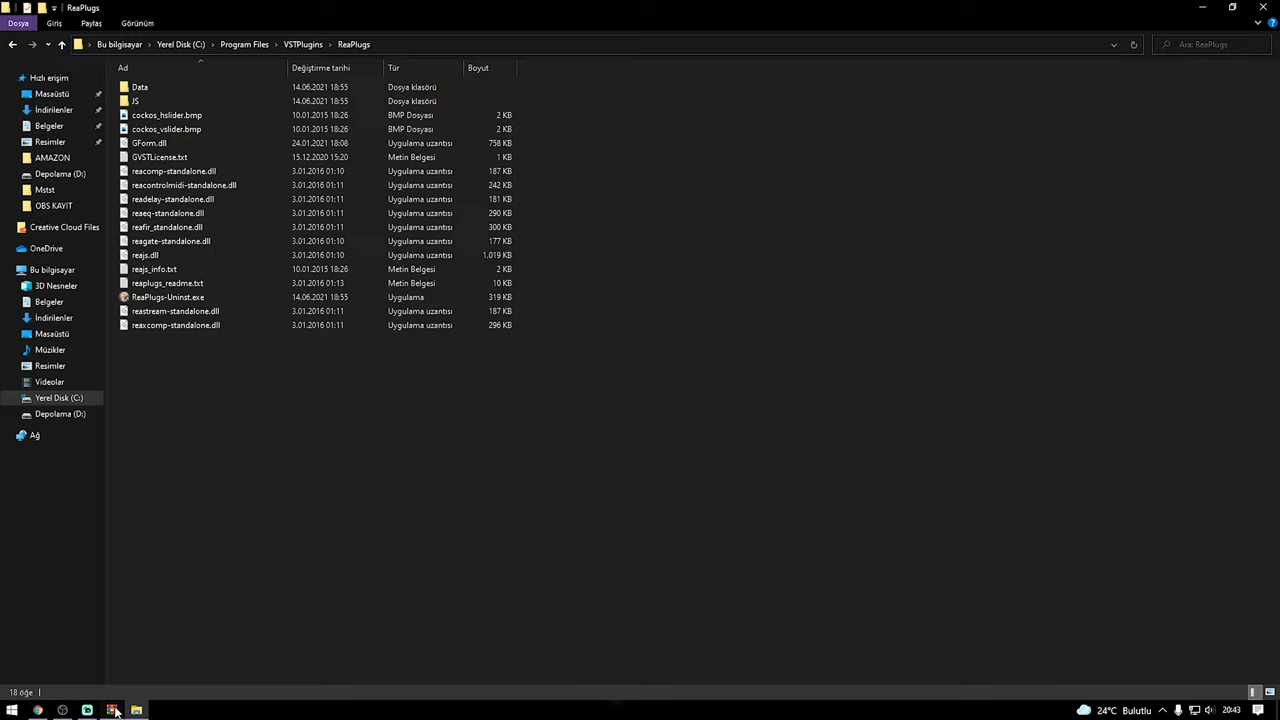 ReaPlugs
Dosya Giriş Paylaş Görünüm
Bu bilgisayar Yerel Disk (C:) Program Files VSTPlugins ReaPlugs
Ara: ReaPlugs
Ad Değiştirme tarihi Tür Boyut
Data 14.06.2021 18:55 Dosya klasörü
JS 14.06.2021 18:55 Dosya klasörü
cockos_hslider.bmp 10.01.2015 18:26 BMP Dosyası 2 KB
cockos_vslider.bmp 10.01.2015 18:26 BMP Dosyası 2 KB
GForm.dll 24.01.2021 18:08 Uygulama uzantısı 758 KB
GVSTLicense.txt 15.12.2020 15:20 Metin Belgesi 1 KB
reacomp-standalone.dll 3.01.2016 01:10 Uygulama uzantısı 187 KB
reacontrolmidi-standalone.dll 3.01.2016 01:11 Uygulama uzantısı 242 KB
readelay-standalone.dll 3.01.2016 01:11 Uygulama uzantısı 181 KB
reaeq-standalone.dll 3.01.2016 01:11 Uygulama uzantısı 290 KB
reafir_standalone.dll 3.01.2016 01:11 Uygulama uzantısı 300 KB
reagate-standalone.dll 3.01.2016 01:10 Uygulama uzantısı 177 KB
reajs.dll 3.01.2016 01:10 Uygulama uzantısı 1.019 KB
reajs_info.txt 10.01.2015 18:26 Metin Belgesi 2 KB
reaplugs_readme.txt 3.01.2016 01:13 Metin Belgesi 10 KB
ReaPlugs-Uninst.exe 14.06.2021 18:55 Uygulama 319 KB
reastream-standalone.dll 3.01.2016 01:11 Uygulama uzantısı 187 KB
reaxcomp-standalone.dll 3.01.2016 01:11 Uygulama uzantısı 296 KB
Hızlı erişim
Masaüstü
İndirilenler
Belgeler
Resimler
AMAZON
Depolama (D:)
Mstst
OBS KAYIT
Creative Cloud Files
OneDrive
Bu bilgisayar
3D Nesneler
Belgeler
İndirilenler
Masaüstü
Müzikler
Resimler
Videolar
Yerel Disk (C:)
Depolama (D:)
Ağ
18 öğe
24°C Bulutlu 20:43